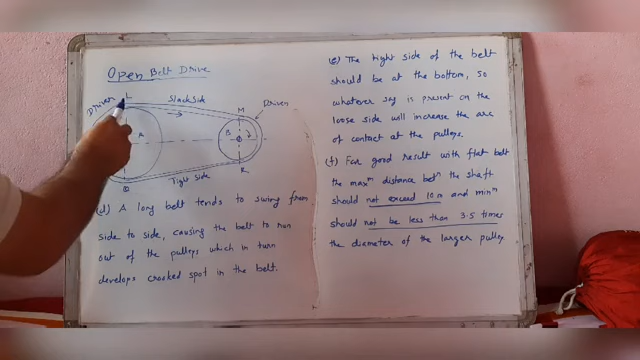 Open Belt Drive
Driver
L
Slack Side
M
Driven
A
B
Tight Side
R
(d) A long belt tends to swing from
side to side, causing the belt to run
out of the pulleys which in turn
develops crooked spot in the belt.
(e) The tight side of the belt
should be at the bottom, so
whatever sag is present on the
loose side will increase the arc
of contact at the pulleys.
(f) For good result with flat belt
the maxm distance betn the shaft
should not exceed 10 m and minm
should not be less than 3.5 times
the diameter of the larger pulley